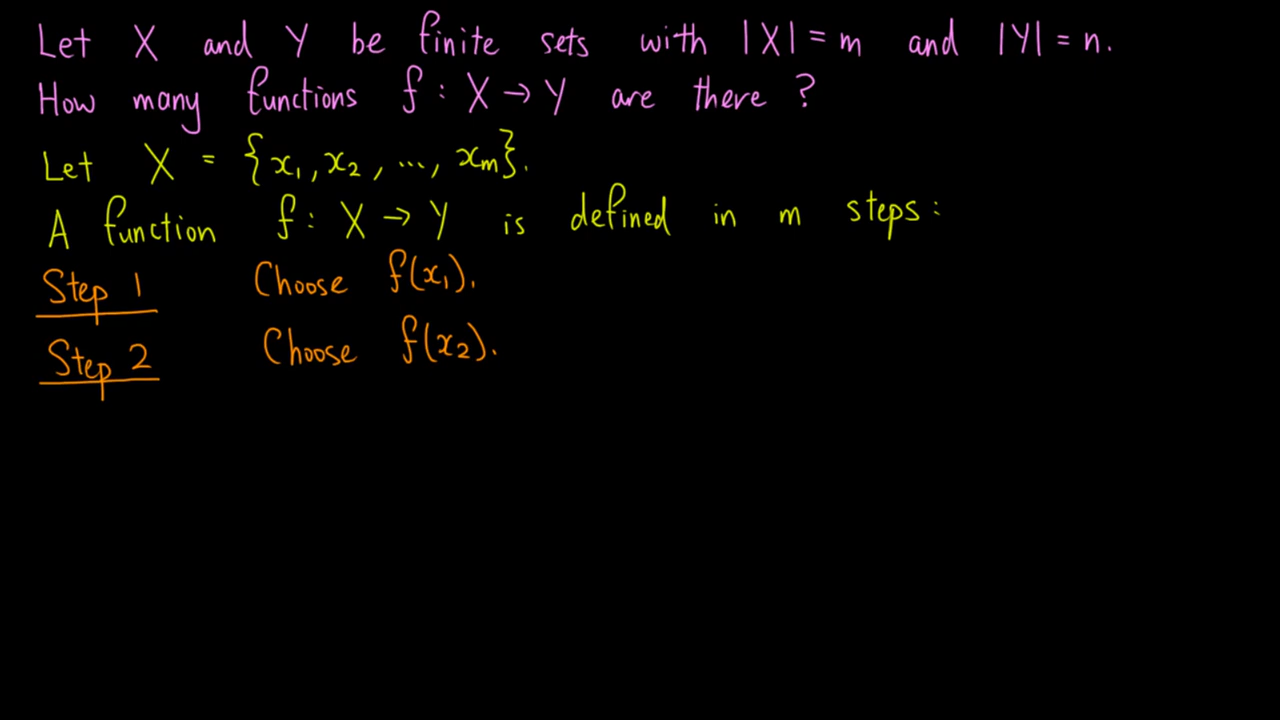 Let X and Y be finite sets with |X| = m and |Y| = n.
How many functions f : X → Y are there ?
Let X = {x₁, x₂, ..., xₘ}.
A function f : X → Y is defined in m steps :
Step 1 Choose f(x₁).
Step 2 Choose f(x₂).